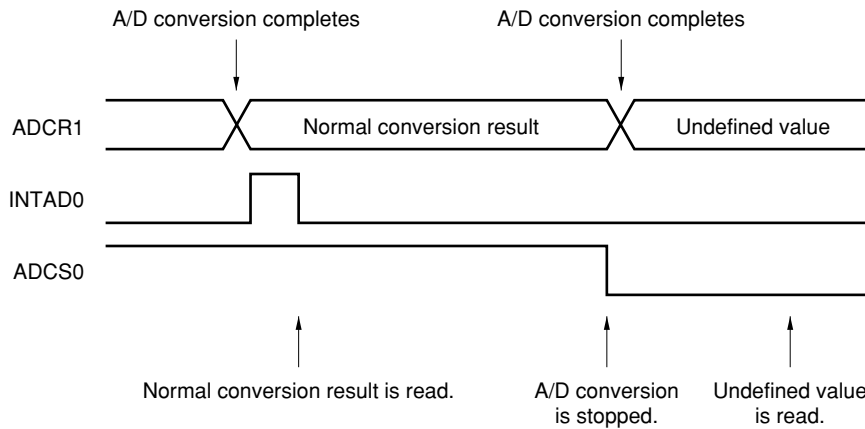 A/D conversion completes
A/D conversion completes
ADCR1
Normal conversion result
Undefined value
INTAD0
ADCS0
Normal conversion result is read.
A/D conversion
is stopped.
Undefined value
is read.